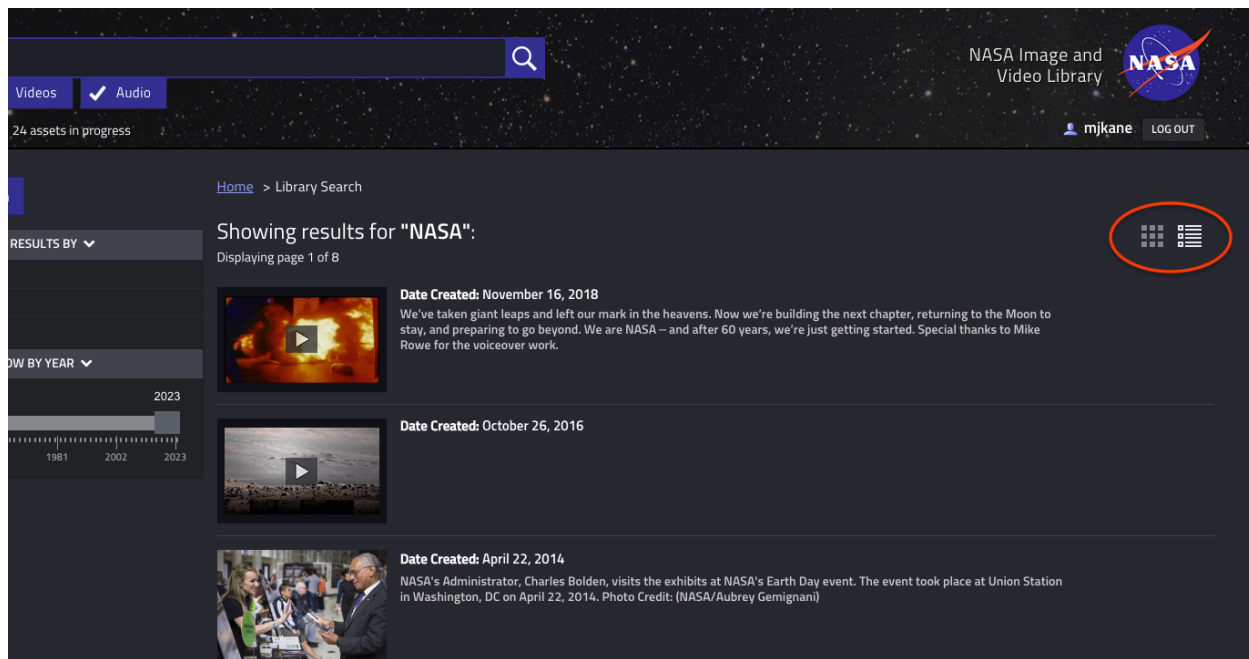 NASA Image and
Video Library
NASA
Videos
Audio
24 assets in progress
mjkane
LOG OUT
Home > Library Search
RESULTS BY
Showing results for "NASA":
Displaying page 1 of 8
Date Created: November 16, 2018
We've taken giant leaps and left our mark in the heavens. Now we're building the next chapter, returning to the Moon to
stay, and preparing to go beyond. We are NASA – and after 60 years, we're just getting started. Special thanks to Mike
Rowe for the voiceover work.
OW BY YEAR
2023
1981 2002 2023
Date Created: October 26, 2016
Date Created: April 22, 2014
NASA's Administrator, Charles Bolden, visits the exhibits at NASA's Earth Day event. The event took place at Union Station
in Washington, DC on April 22, 2014. Photo Credit: (NASA/Aubrey Gemignani)